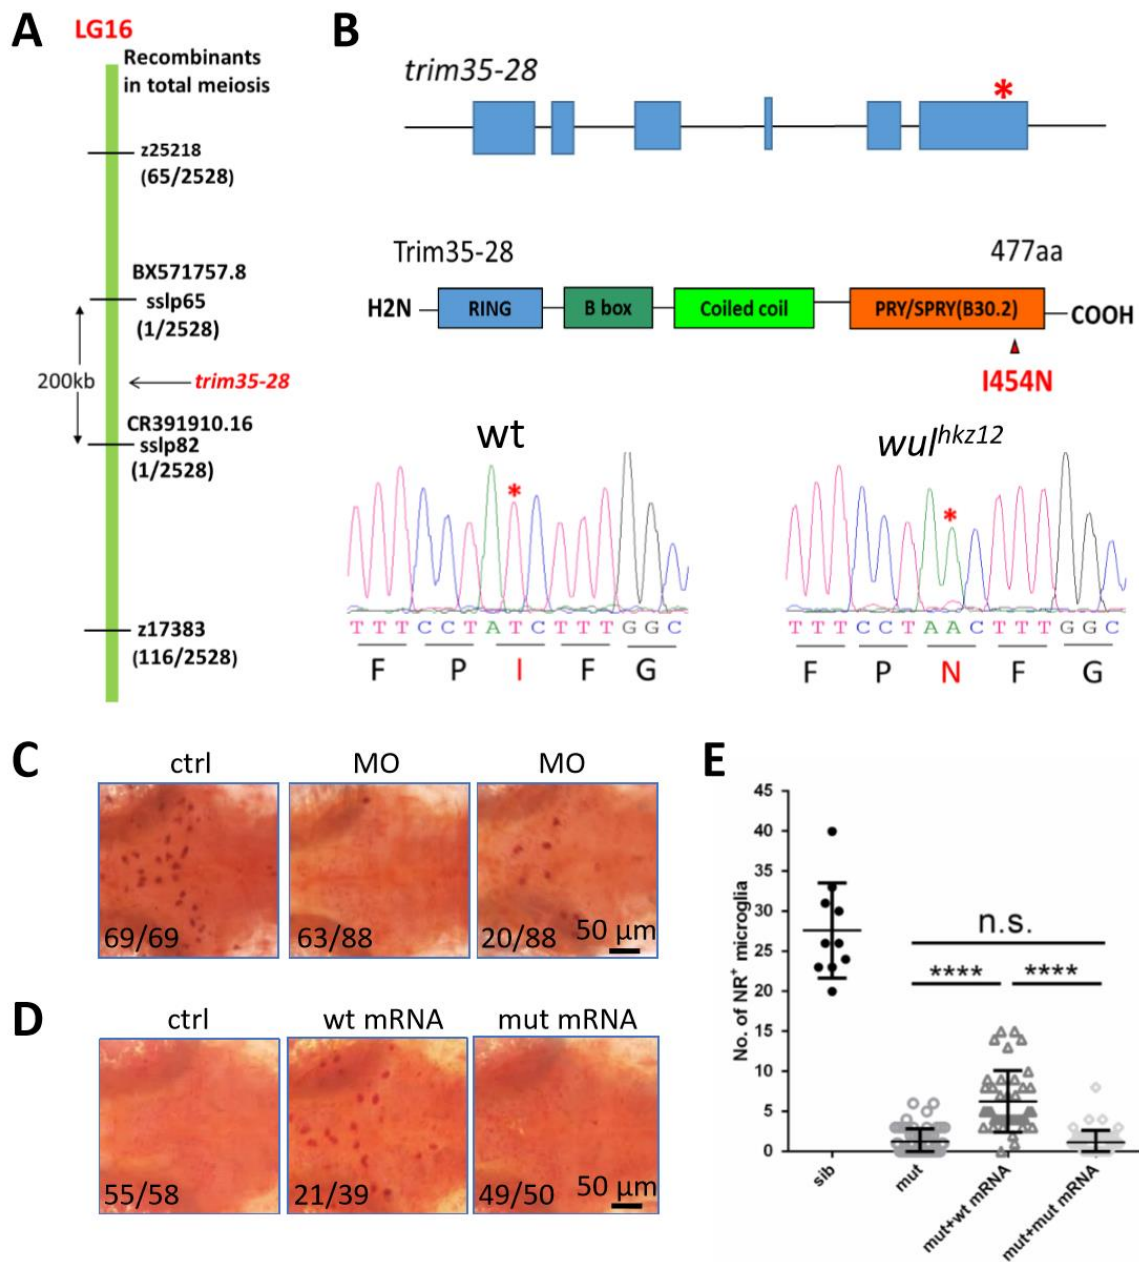 A
LG16
Recombinants
in total meiosis
z25218
(65/2528)
BX571757.8
sslp65
(1/2528)
200kb
trim35-28
CR391910.16
sslp82
(1/2528)
z17383
(116/2528)
B
trim35-28
*
Trim35-28
477aa
H2N
RING
B box
Coiled coil
PRY/SPRY(B30.2)
COOH
I454N
wt
*
T T T C C T A T C T T T G G C
F P I F G
wul^hkz12
*
T T T C C T A A C T T T G G C
F P N F G
C
ctrl
MO
MO
69/69
63/88
20/88
50 µm
D
ctrl
wt mRNA
mut mRNA
55/58
21/39
49/50
50 µm
E
No. of NR+ microglia
45
40
35
30
25
20
15
10
5
0
n.s.
****
****
sib
mut
mut+wt mRNA
mut+mut mRNA